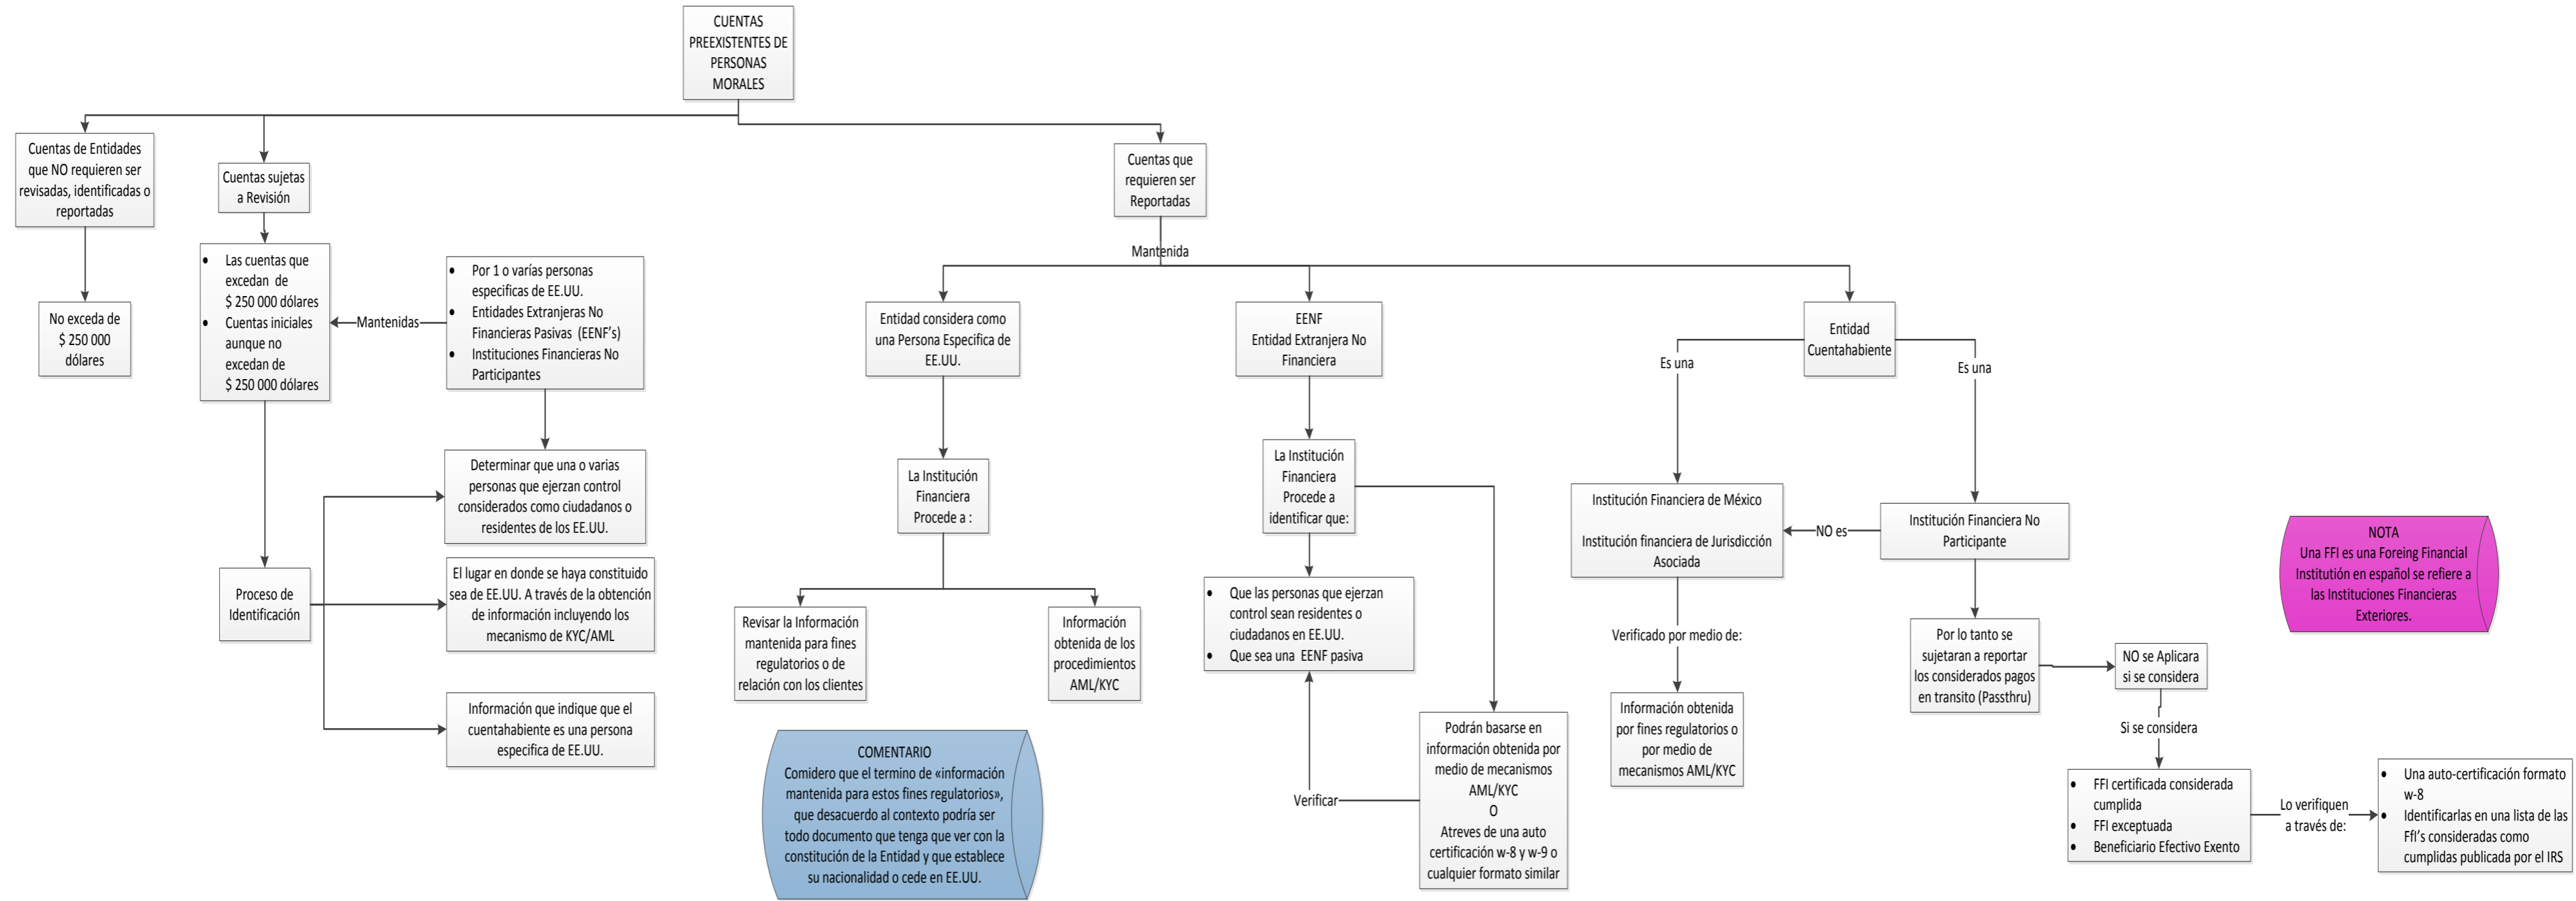 CUENTAS
PREEXISTENTES DE
PERSONAS
MORALES
Cuentas de Entidades
que NO requieren ser
revisadas, identificadas o
reportadas
No exceda de
$ 250 000
dólares
Cuentas sujetas
a Revisión
• Las cuentas que
excedan de
$ 250 000 dólares
• Cuentas iniciales
aunque no
excedan de
$ 250 000 dólares
Mantenidas
• Por 1 o varías personas
especificas de EE.UU.
• Entidades Extranjeras No
Financieras Pasivas (EENF's)
• Instituciones Financieras No
Participantes
Proceso de
Identificación
Determinar que una o varias
personas que ejerzan control
considerados como ciudadanos o
residentes de los EE.UU.
El lugar en donde se haya constituido
sea de EE.UU. A través de la obtención
de información incluyendo los
mecanismo de KYC/AML
Información que indique que el
cuentahabiente es una persona
especifica de EE.UU.
Cuentas que
requieren ser
Reportadas
Mantenida
Entidad considera como
una Persona Especifica de
EE.UU.
La Institución
Financiera
Procede a :
Revisar la Información
mantenida para fines
regulatorios o de
relación con los clientes
Información
obtenida de los
procedimientos
AML/KYC
COMENTARIO
Comidero que el termino de «información
mantenida para estos fines regulatorios»,
que desacuerdo al contexto podría ser
todo documento que tenga que ver con la
constitución de la Entidad y que establece
su nacionalidad o cede en EE.UU.
EENF
Entidad Extranjera No
Financiera
La Institución
Financiera
Procede a
identificar que:
• Que las personas que ejerzan
control sean residentes o
ciudadanos en EE.UU.
• Que sea una EENF pasiva
Verificar
Podrán basarse en
información obtenida por
medio de mecanismos
AML/KYC
O
Atreves de una auto
certificación w-8 y w-9 o
cualquier formato similar
Entidad
Cuentahabiente
Es una
Es una
Institución Financiera de México
Institución financiera de Jurisdicción
Asociada
NO es
Institución Financiera No
Participante
Verificado por medio de:
Información obtenida
por fines regulatorios o
por medio de
mecanismos AML/KYC
Por lo tanto se
sujetaran a reportar
los considerados pagos
en transito (Passthru)
NO se Aplicara
si se considera
Si se considera
• FFI certificada considerada
cumplida
• FFI exceptuada
• Beneficiario Efectivo Exento
Lo verifiquen
a través de:
• Una auto-certificación formato
w-8
• Identificarlas en una lista de las
FfI's consideradas como
cumplidas publicada por el IRS
NOTA
Una FFI es una Foreing Financial
Institutión en español se refiere a
las Instituciones Financieras
Exteriores.